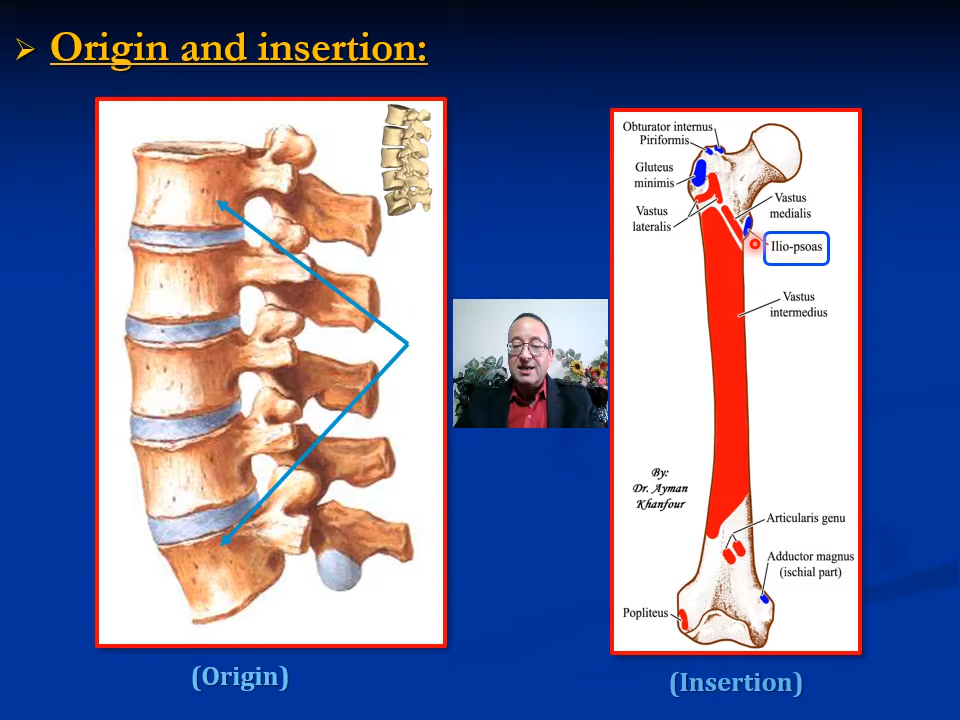 Origin and insertion:
Obturator internus
Piriformis
Gluteus
minimis
Vastus
lateralis
Vastus
medialis
Ilio-psoas
Vastus
intermedius
By:
Dr. Ayman
Khanfour
Articularis genu
Adductor magnus
(ischial part)
Popliteus
(Origin)
(Insertion)